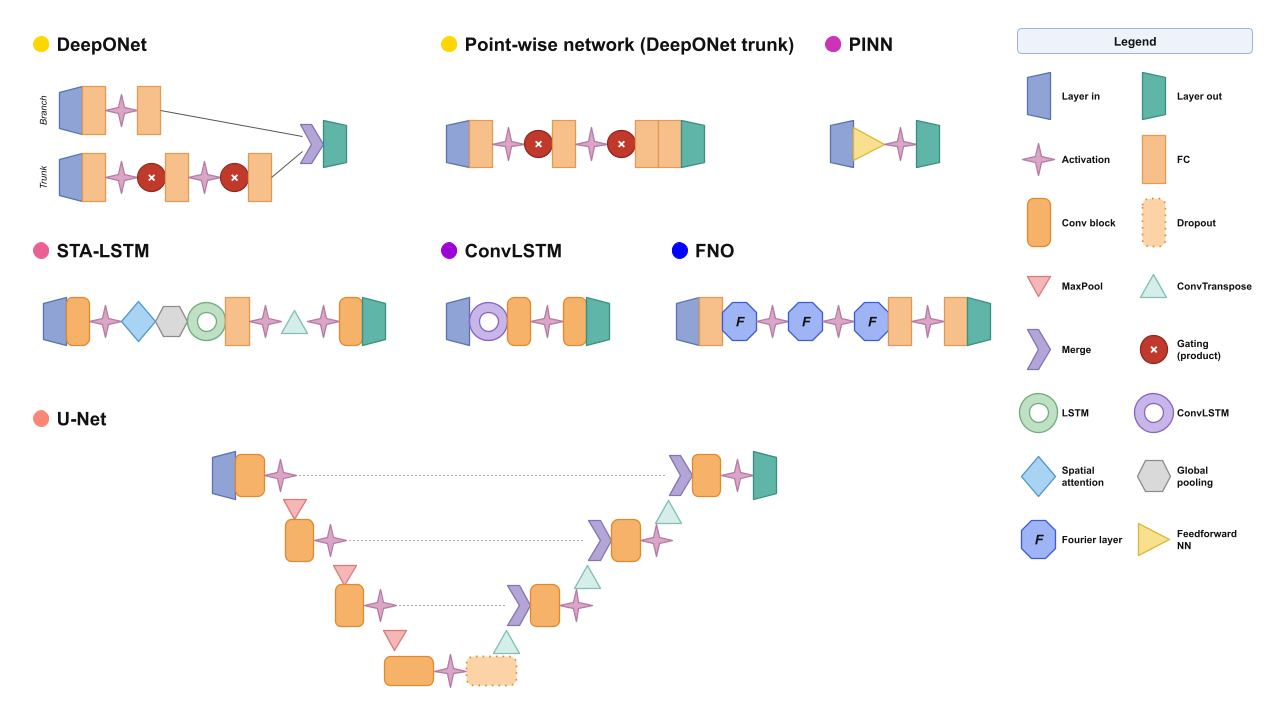 DeepONet
Point-wise network (DeepONet trunk)
PINN
Legend
Branch
Trunk
Layer in
Layer out
Activation
FC
Conv block
Dropout
STA-LSTM
ConvLSTM
FNO
F
F
F
MaxPool
ConvTranspose
Merge
Gating
(product)
LSTM
ConvLSTM
U-Net
Spatial
attention
Global
pooling
F
Fourier layer
Feedforward
NN